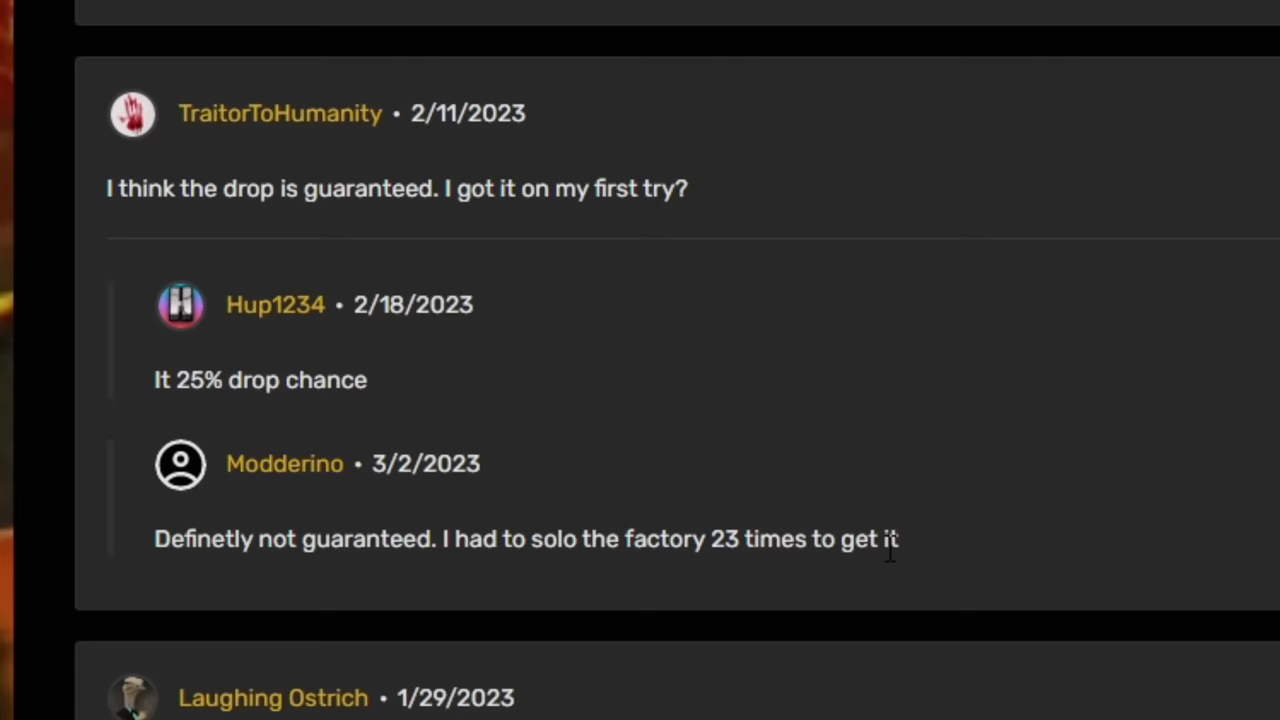 TraitorToHumanity • 2/11/2023
I think the drop is guaranteed. I got it on my first try?
Hup1234 • 2/18/2023
It 25% drop chance
Modderino • 3/2/2023
Definetly not guaranteed. I had to solo the factory 23 times to get it
Laughing Ostrich • 1/29/2023